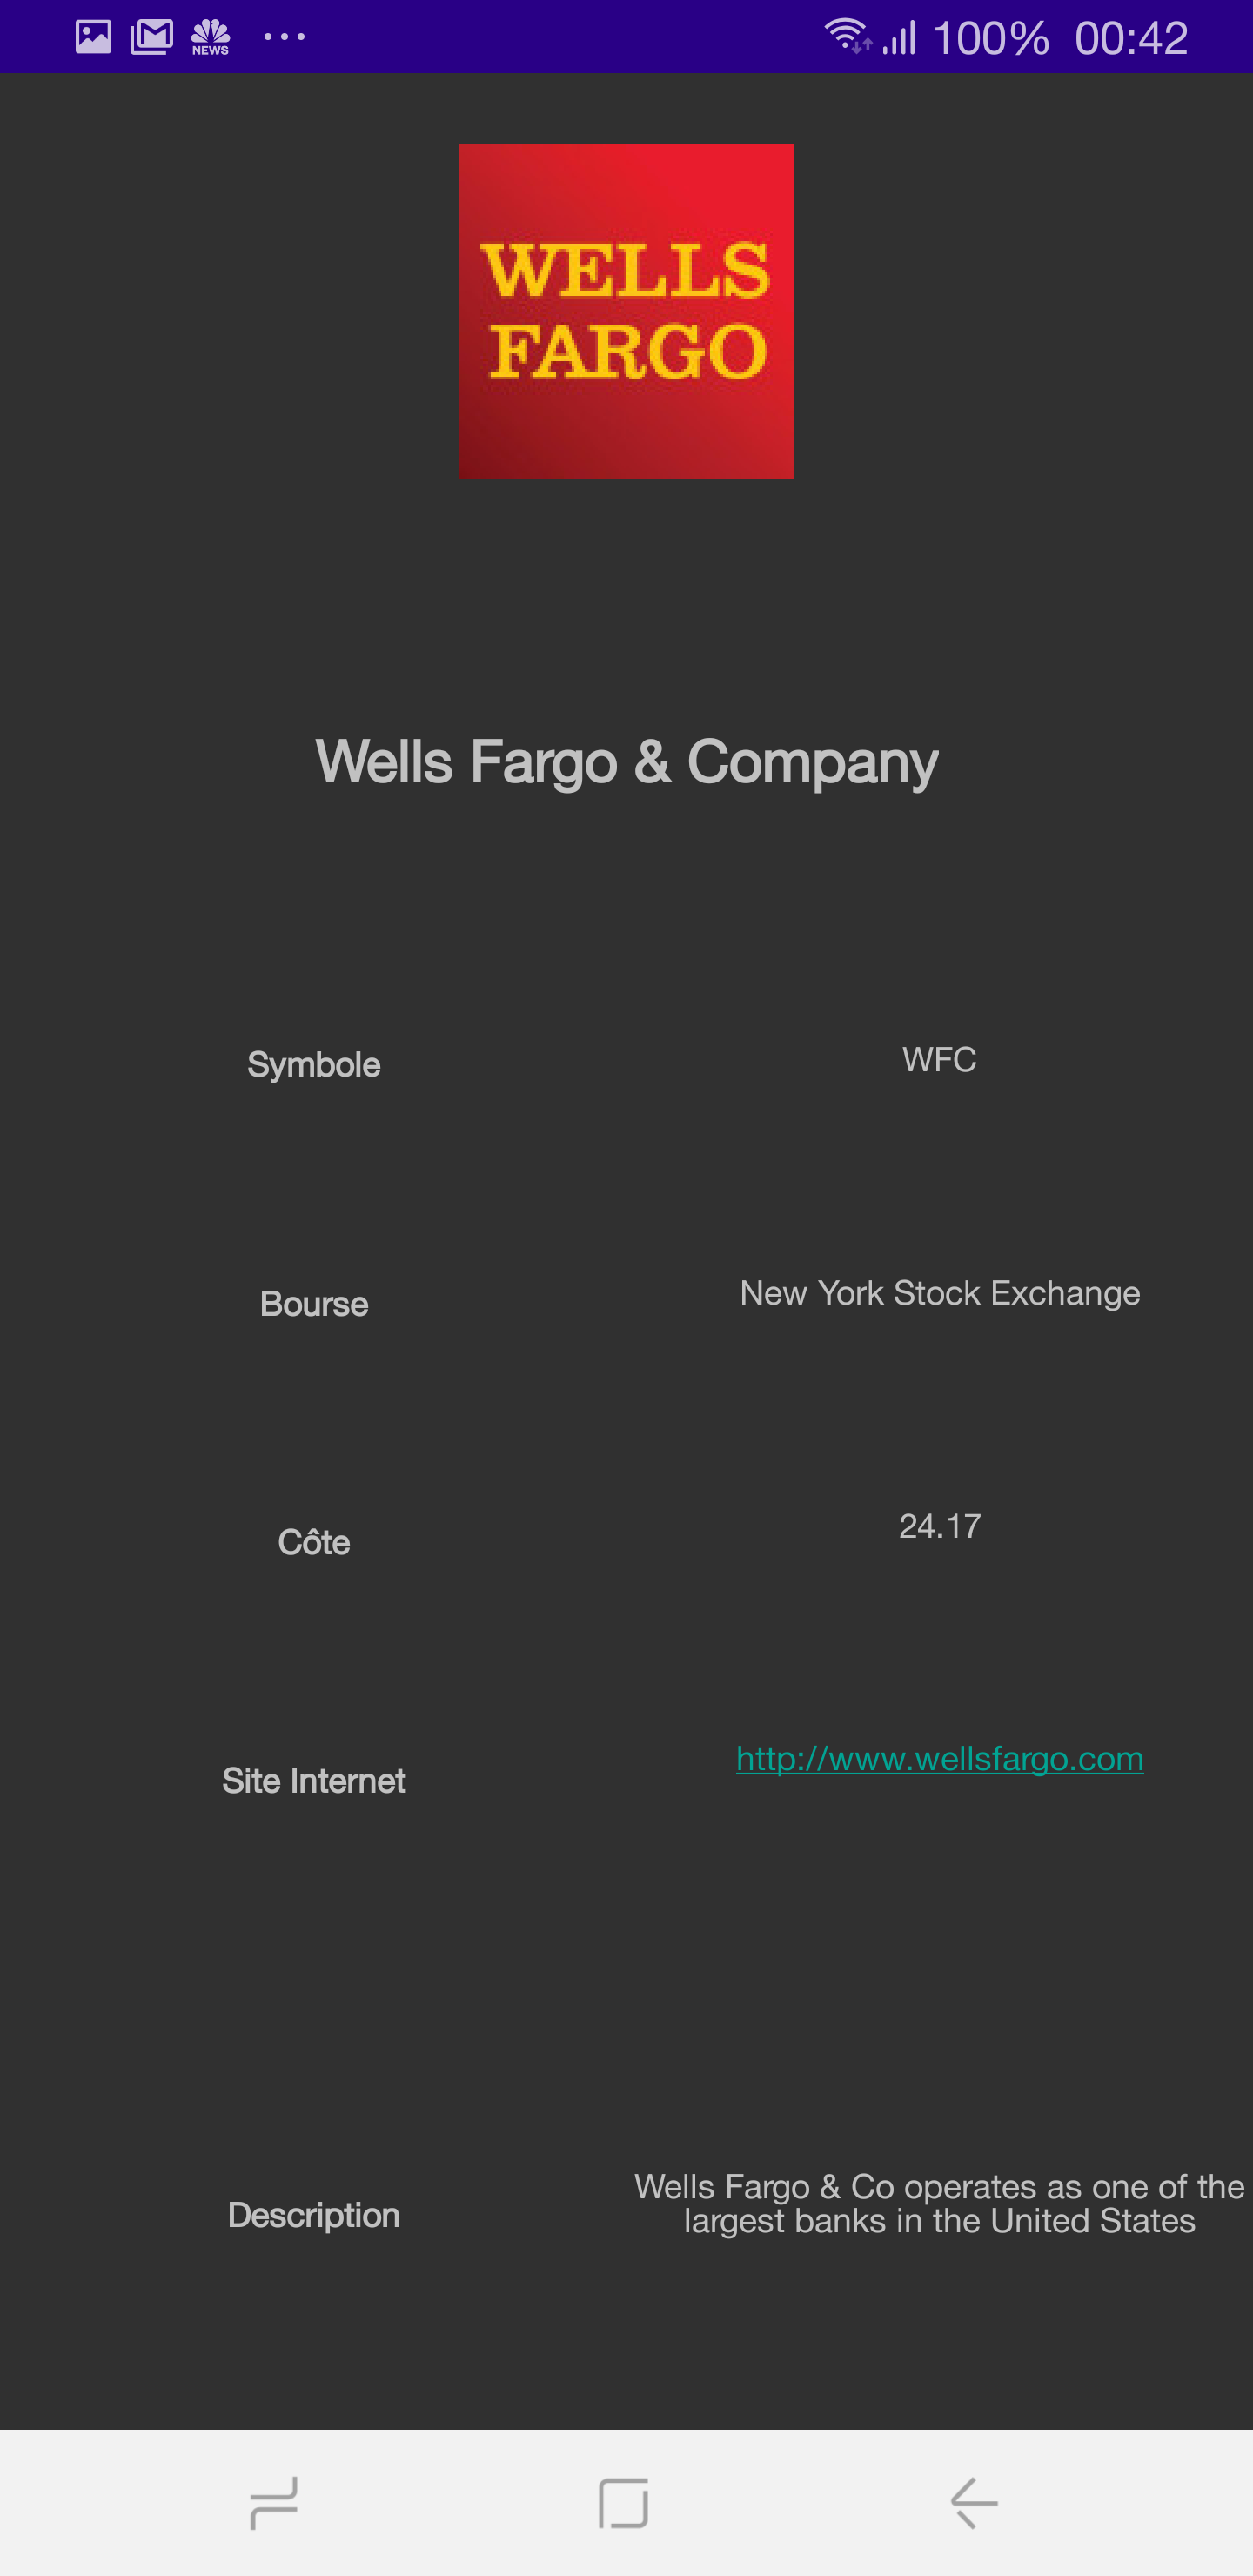 NEWS
100% 00:42
WELLS
FARGO
Wells Fargo & Company
Symbole
WFC
Bourse
New York Stock Exchange
Côte
24.17
Site Internet
http://www.wellsfargo.com
Description
Wells Fargo & Co operates as one of the
largest banks in the United States